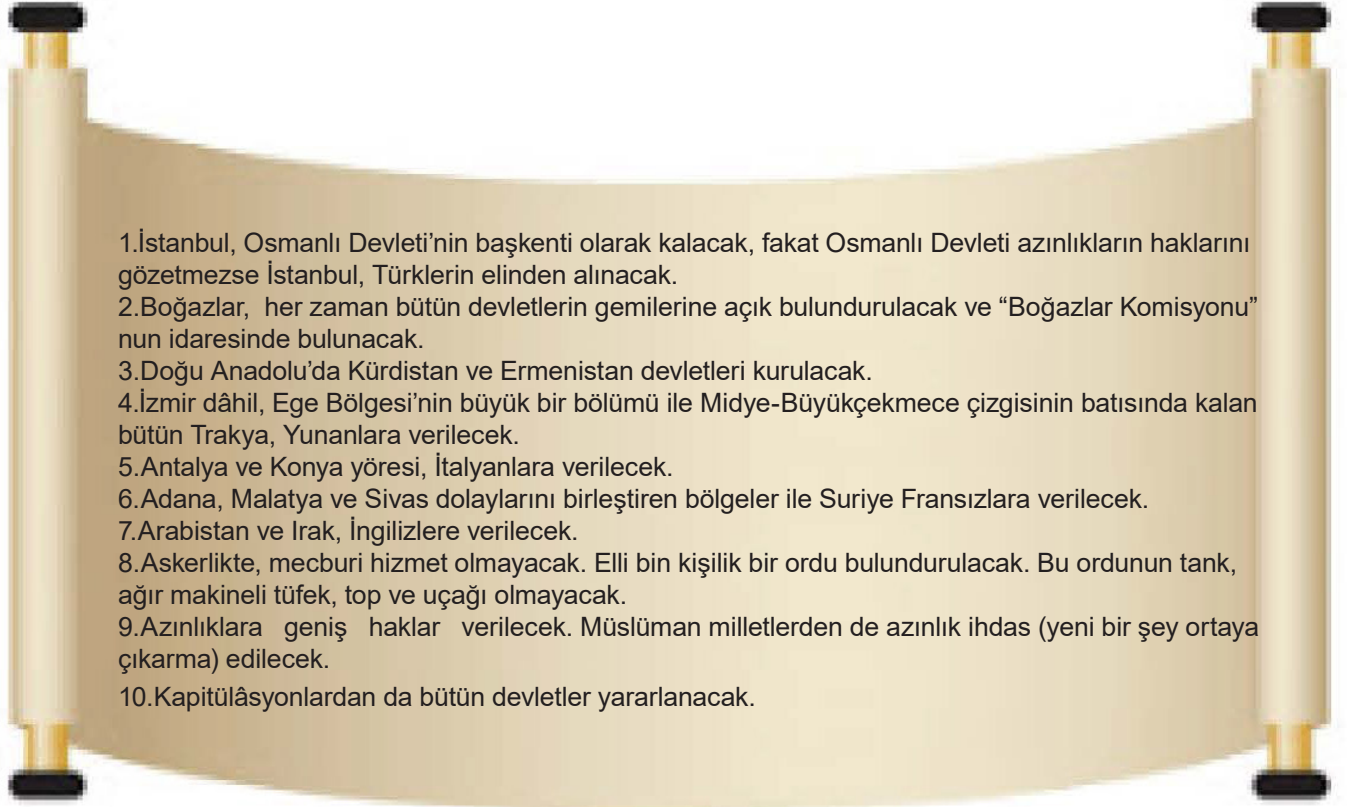 1.İstanbul, Osmanlı Devleti’nin başkenti olarak kalacak, fakat Osmanlı Devleti azınlıkların haklarını
gözetmezse İstanbul, Türklerin elinden alınacak.
2.Boğazlar, her zaman bütün devletlerin gemilerine açık bulundurulacak ve “Boğazlar Komisyonu”
nun idaresinde bulunacak.
3.Doğu Anadolu’da Kürdistan ve Ermenistan devletleri kurulacak.
4.İzmir dâhil, Ege Bölgesi’nin büyük bir bölümü ile Midye-Büyükçekmece çizgisinin batısında kalan
bütün Trakya, Yunanlara verilecek.
5.Antalya ve Konya yöresi, İtalyanlara verilecek.
6.Adana, Malatya ve Sivas dolaylarını birleştiren bölgeler ile Suriye Fransızlara verilecek.
7.Arabistan ve Irak, İngilizlere verilecek.
8.Askerlikte, mecburi hizmet olmayacak. Elli bin kişilik bir ordu bulundurulacak. Bu ordunun tank,
ağır makineli tüfek, top ve uçağı olmayacak.
9.Azınlıklara geniş haklar verilecek. Müslüman milletlerden de azınlık ihdas (yeni bir şey ortaya
çıkarma) edilecek.
10.Kapitülâsyonlardan da bütün devletler yararlanacak.